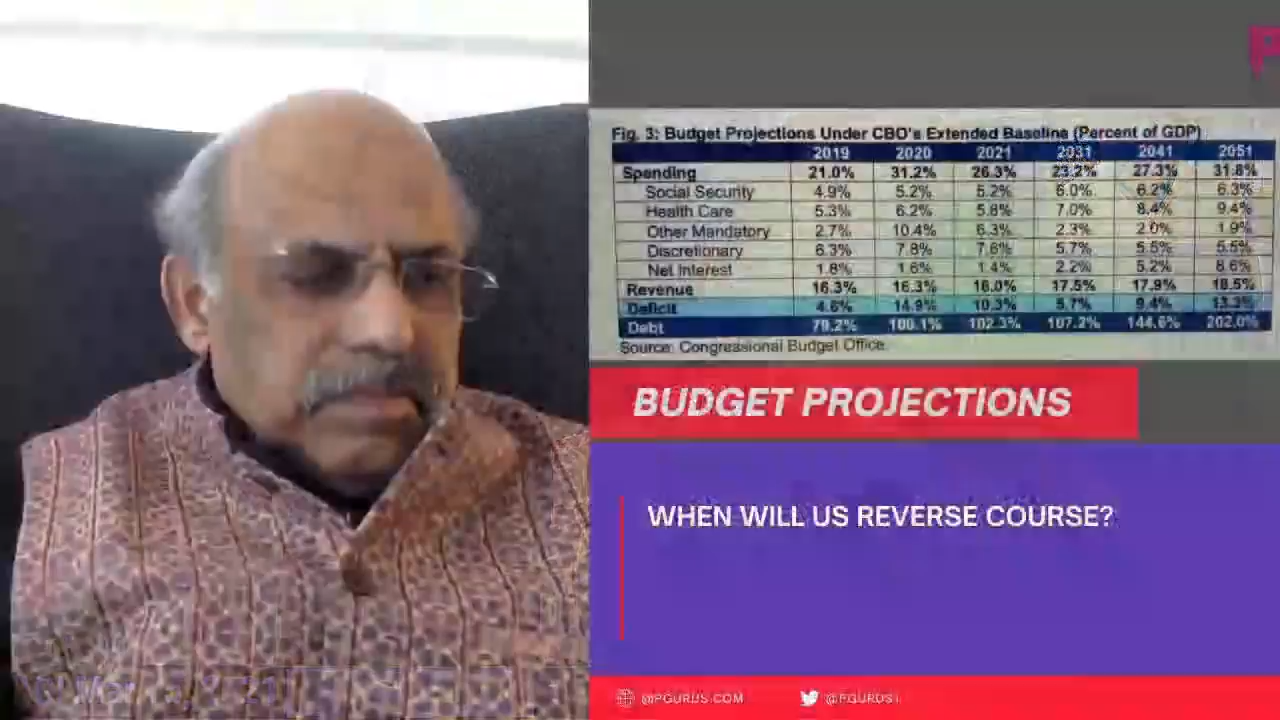 Fig. 3: Budget Projections Under CBO's Extended Baseline (Percent of GDP)
2019 2020 2021 2031 2041 2051
Spending 21.0% 31.2% 26.3% 23.2% 27.3% 31.8%
Social Security 4.9% 5.2% 5.2% 6.0% 6.2% 6.3%
Health Care 5.3% 6.2% 5.8% 7.0% 8.4% 9.4%
Other Mandatory 2.7% 10.4% 6.3% 2.3% 2.0% 1.9%
Discretionary 6.3% 7.8% 7.6% 5.7% 5.5% 5.5%
Net Interest 1.8% 1.6% 1.4% 2.2% 5.2% 8.6%
Revenue 16.3% 16.3% 16.0% 17.5% 17.9% 18.5%
Deficit 4.6% 14.9% 10.3% 5.7% 9.4% 13.3%
Debt 79.2% 100.1% 102.3% 107.2% 144.6% 202.0%
Source: Congressional Budget Office.
BUDGET PROJECTIONS
WHEN WILL US REVERSE COURSE?
@PGURUS.COM @PGURUS1